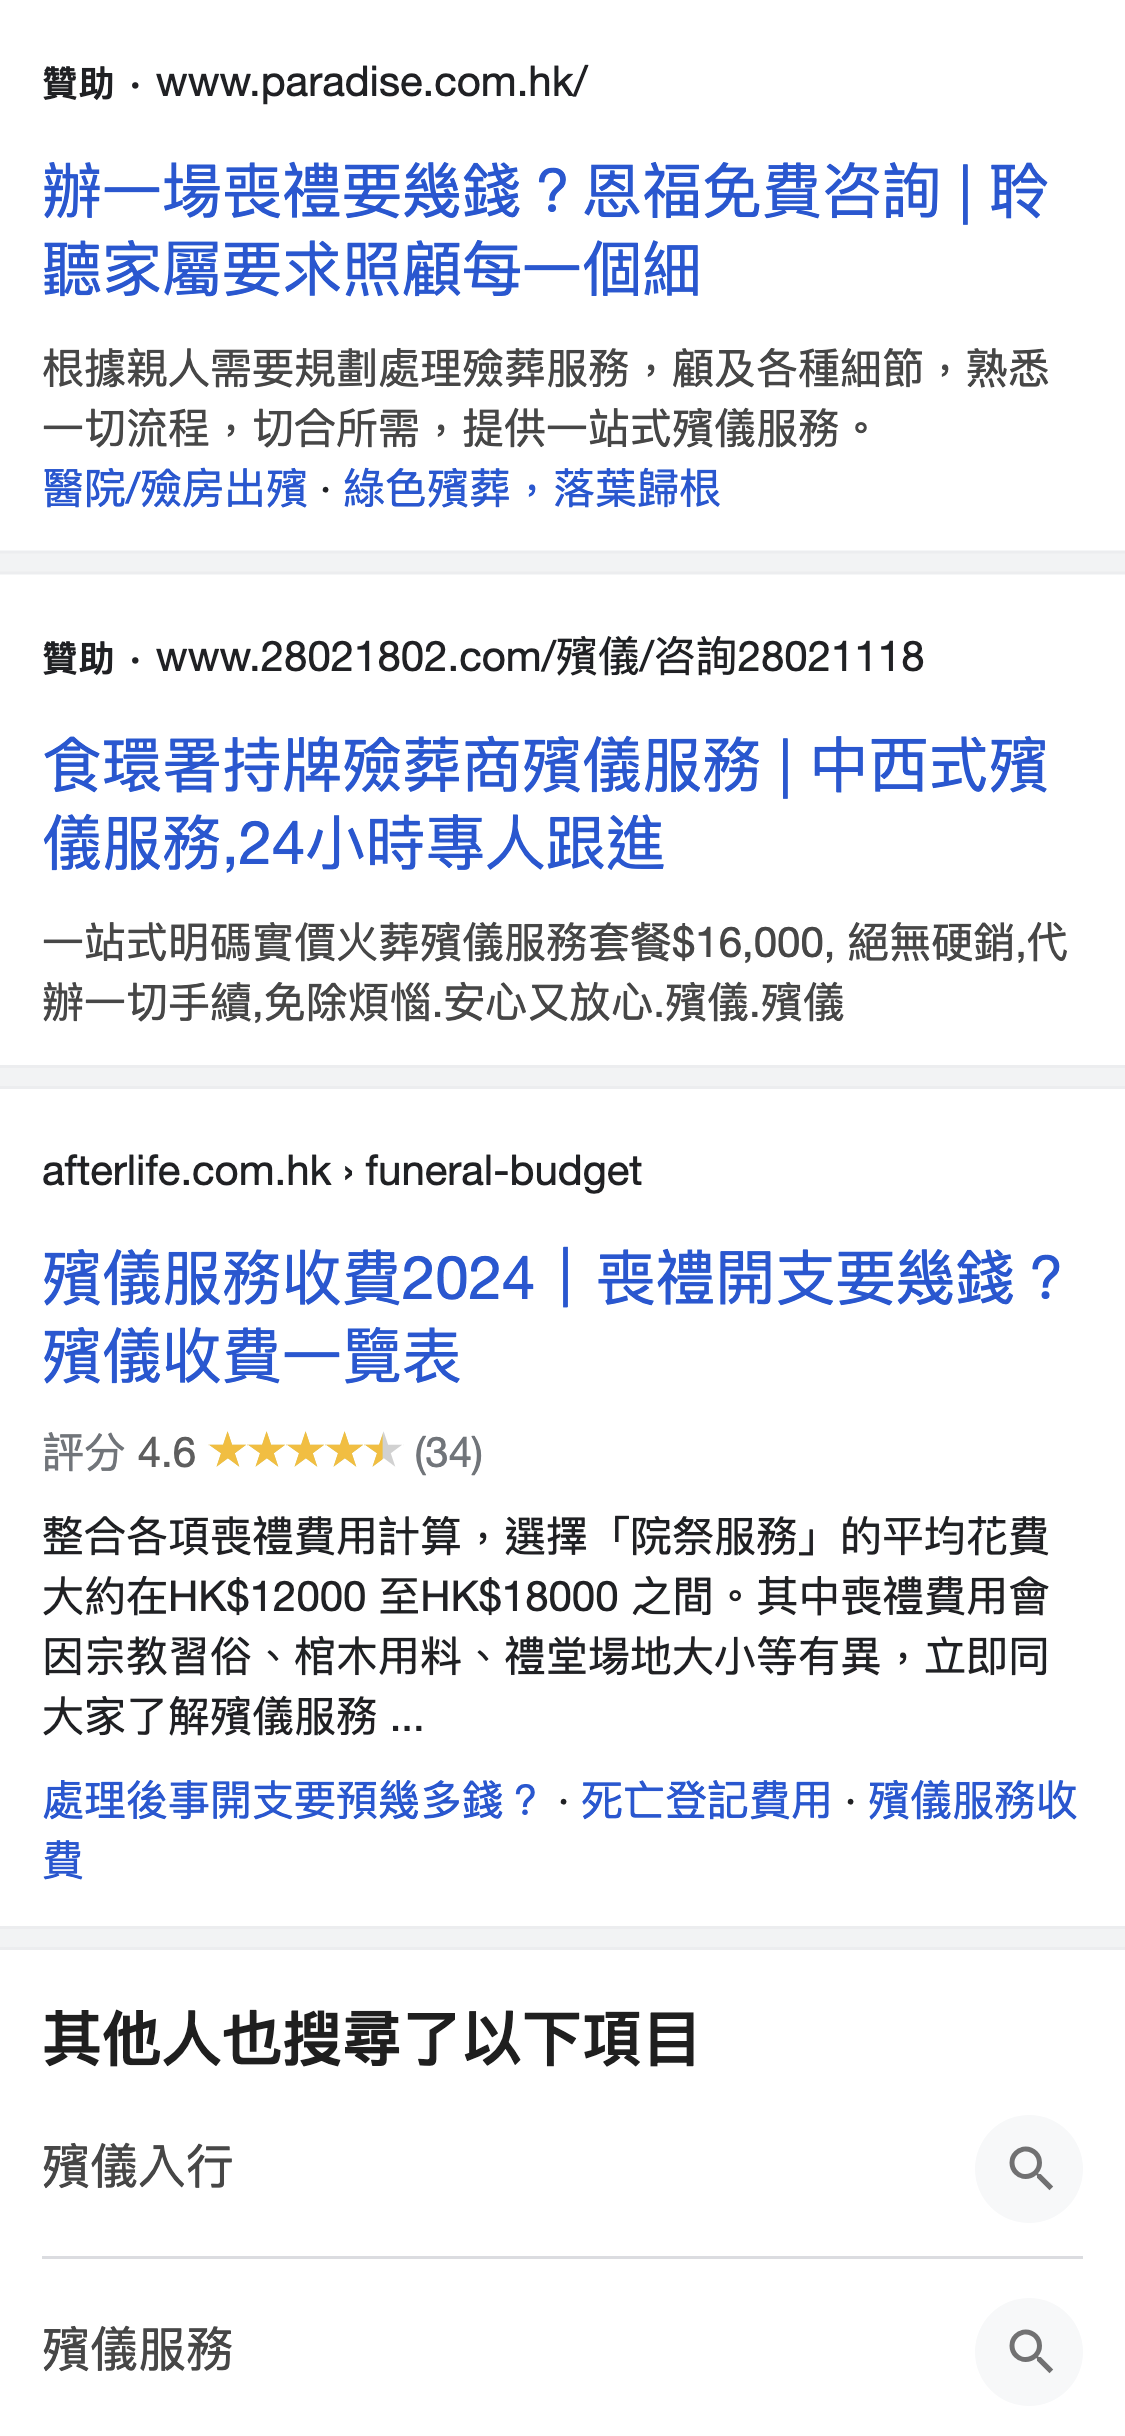 贊助 · www.paradise.com.hk/
辦一場喪禮要幾錢？恩福免費咨詢 | 聆
聽家屬要求照顧每一個細
根據親人需要規劃處理殮葬服務，顧及各種細節，熟悉
一切流程，切合所需，提供一站式殯儀服務。
醫院/殮房出殯 · 綠色殯葬，落葉歸根
贊助 · www.28021802.com/殯儀/咨詢28021118
食環署持牌殮葬商殯儀服務 | 中西式殯
儀服務,24小時專人跟進
一站式明碼實價火葬殯儀服務套餐$16,000, 絕無硬銷,代
辦一切手續,免除煩惱.安心又放心.殯儀.殯儀
afterlife.com.hk › funeral-budget
殯儀服務收費2024｜喪禮開支要幾錢？
殯儀收費一覽表
評分 4.6 ★★★★★ (34)
整合各項喪禮費用計算，選擇「院祭服務」的平均花費
大約在HK$12000 至HK$18000 之間。其中喪禮費用會
因宗教習俗、棺木用料、禮堂場地大小等有異，立即同
大家了解殯儀服務 ...
處理後事開支要預幾多錢？ · 死亡登記費用 · 殯儀服務收
費
其他人也搜尋了以下項目
殯儀入行
殯儀服務